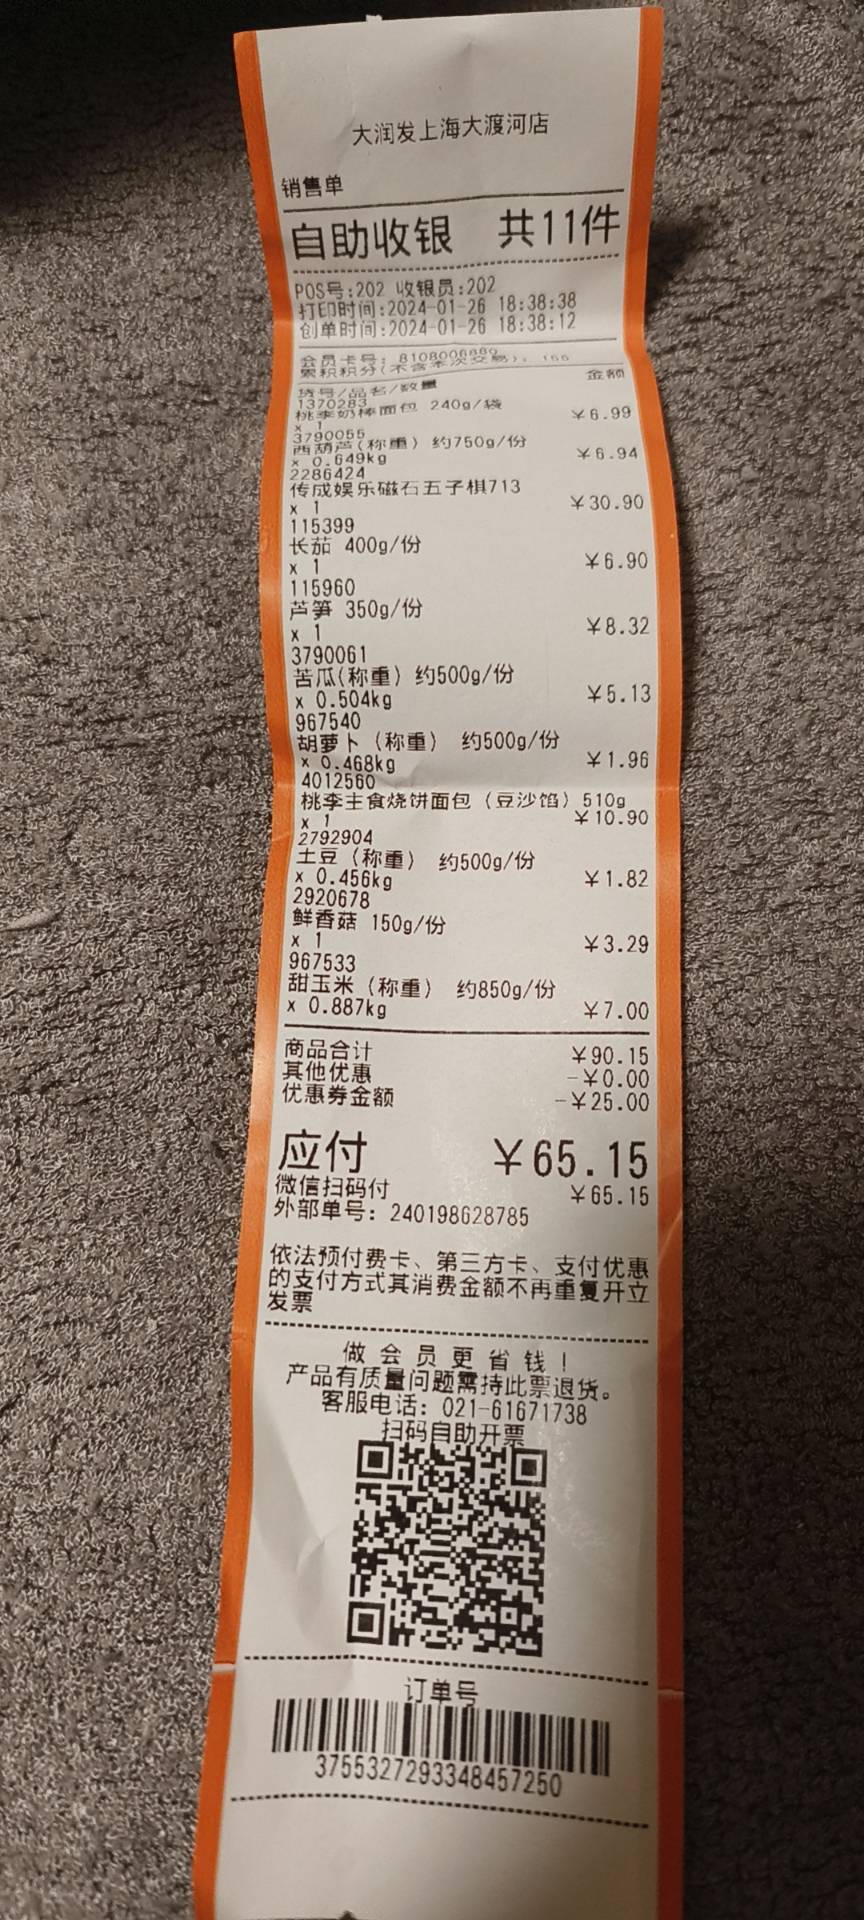 大润发上海大渡河店
销售单
自助收银 共11件
POS号:202 收银员:202
打印时间:2024-01-26 18:38:38
创单时间:2024-01-26 18:38:12
会员卡号: 8108006880
累积积分(不含本次交易): 166
货号/品名/数量 金额
1370283
桃李奶棒面包 240g/袋
x 1 ¥6.99
3790055
西葫芦(称重) 约750g/份
x 0.649kg ¥6.94
2286424
传成娱乐磁石五子棋713
x 1 ¥30.90
115399
长茄 400g/份
x 1 ¥6.90
115960
芦笋 350g/份
x 1 ¥8.32
3790061
苦瓜(称重) 约500g/份
x 0.504kg ¥5.13
967540
胡萝卜(称重) 约500g/份
x 0.468kg ¥1.96
4012560
桃李主食烧饼面包(豆沙馅) 510g
x 1 ¥10.90
2792904
土豆(称重) 约500g/份
x 0.456kg ¥1.82
2920678
鲜香菇 150g/份
x 1 ¥3.29
967533
甜玉米(称重) 约850g/份
x 0.887kg ¥7.00
商品合计 ¥90.15
其他优惠 -¥0.00
优惠券金额 -¥25.00
应付 ¥65.15
微信扫码付 ¥65.15
外部单号: 240198628785
依法预付费卡、第三方卡、支付优惠
的支付方式其消费金额不再重复开立
发票
做会员更省钱!
产品有质量问题需持此票退货。
客服电话: 021-61671738
扫码自助开票
订单号
3755327293348457250